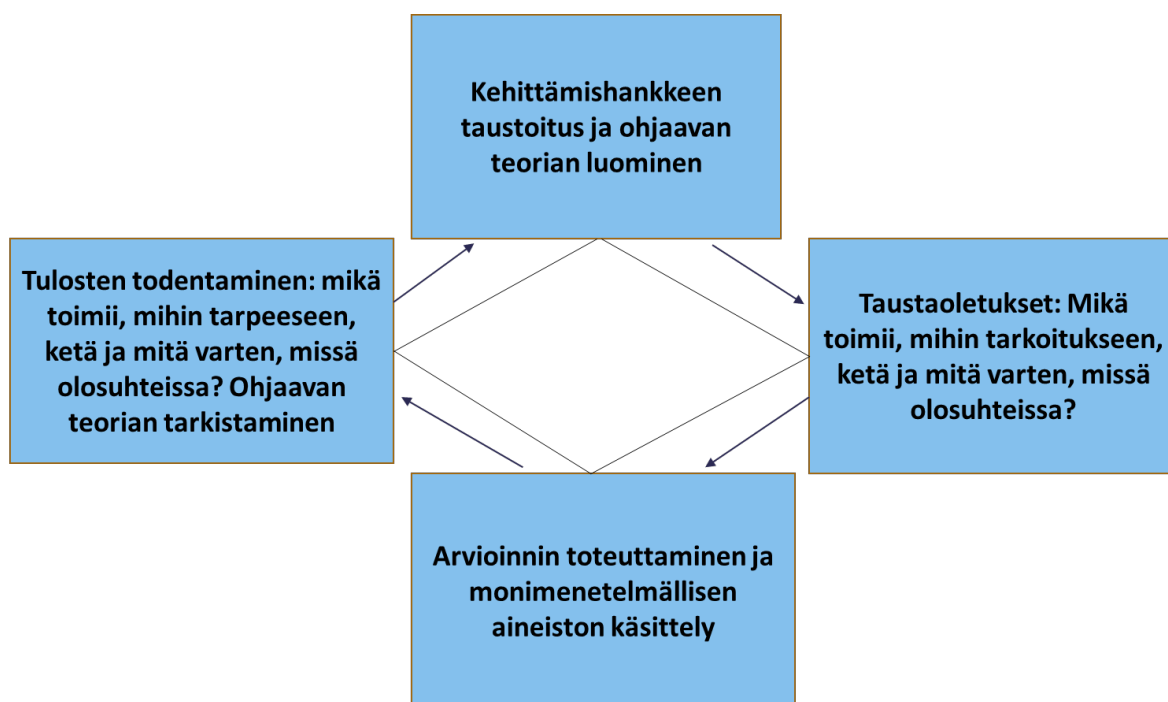 Kehittämishankkeen
taustoitus ja ohjaavan
teorian luominen
Tulosten todentaminen: mikä
toimii, mihin tarpeeseen,
ketä ja mitä varten, missä
olosuhteissa? Ohjaavan
teorian tarkistaminen
Taustaoletukset: Mikä
toimii, mihin tarkoitukseen,
ketä ja mitä varten, missä
olosuhteissa?
Arvioinnin toteuttaminen ja
monimenetelmällisen
aineiston käsittely